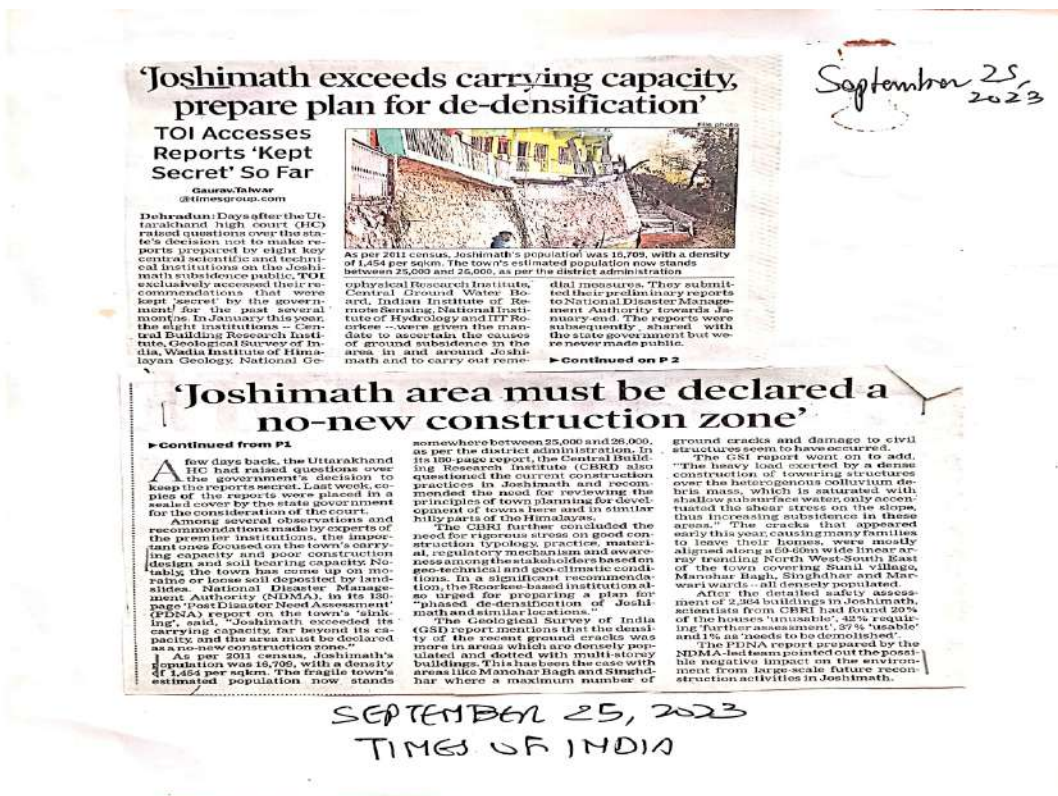 September 25,
2023
'Joshimath exceeds carrying capacity,
prepare plan for de-densification'
TOI Accesses
Reports 'Kept
Secret' So Far
Gaurav.Talwar
@timesgroup.com
File photo
As per 2011 census, Joshimath's population was 16,709, with a density
of 1,454 per sqkm. The town's estimated population now stands
between 25,000 and 26,000, as per the district administration
Dehradun: Days after the Ut-
tarakhand high court (HC)
raised questions over the sta-
te's decision not to make re-
ports prepared by eight key
central scientific and techni-
cal institutions on the Joshi-
math subsidence public, TOI
exclusively accessed their re-
commendations that were
kept 'secret' by the govern-
ment for the past several
months. In January this year,
the eight institutions -- Cen-
tral Building Research Insti-
tute, Geological Survey of In-
dia, Wadia Institute of Hima-
layan Geology, National Ge-
ophysical Research Institute,
Central Ground Water Bo-
ard, Indian Institute of Re-
mote Sensing, National Insti-
tute of Hydrology and IIT Ro-
orkee -- were given the man-
date to ascertain the causes
of ground subsidence in the
area in and around Joshi-
math and to carry out reme-
dial measures. They submit-
ted their preliminary reports
to National Disaster Manage-
ment Authority towards Ja-
nuary-end. The reports were
subsequently shared with
the state government but we-
re never made public.
▶Continued on P 2
'Joshimath area must be declared a
no-new construction zone'
▶Continued from P1
A few days back, the Uttarakhand
HC had raised questions over
the government's decision to
keep the reports secret. Last week, co-
pies of the reports were placed in a
sealed cover by the state government
for the consideration of the court.
Among several observations and
recommendations made by experts of
the premier institutions, the impor-
tant ones focused on the town's carry-
ing capacity and poor construction
design and soil bearing capacity. No-
tably, the town has come up on mo-
raine or loose soil deposited by land-
slides. National Disaster Manage-
ment Authority (NDMA), in its 130-
page 'Post Disaster Need Assessment'
(PDNA) report on the town's 'sink-
ing', said, "Joshimath exceeded its
carrying capacity, far beyond its ca-
pacity, and the area must be declared
as a no-new construction zone."
As per 2011 census, Joshimath's
population was 16,709, with a density
of 1,454 per sqkm. The fragile town's
estimated population now stands
somewhere between 25,000 and 26,000,
as per the district administration. In
its 180-page report, the Central Build-
ing Research Institute (CBRI) also
questioned the current construction
practices in Joshimath and recom-
mended the need for reviewing the
principles of town planning for devel-
opment of towns here and in similar
hilly parts of the Himalayas.
The CBRI further concluded the
need for rigorous stress on good con-
struction typology, practice, materi-
al, regulatory mechanism and aware-
ness among the stakeholders based on
geo-technical and geo-climatic condi-
tions. In a significant recommenda-
tion, the Roorkee-based institution al-
so urged for preparing a plan for
"phased de-densification of Joshi-
math and similar locations."
The Geological Survey of India
(GSI) report mentions that the densi-
ty of the recent ground cracks was
more in areas which are densely pop-
ulated and dotted with multi-storey
buildings. This has been the case with
areas like Manohar Bagh and Singhd-
har where a maximum number of
ground cracks and damage to civil
structures seem to have occurred.
The GSI report went on to add,
"The heavy load exerted by a dense
construction of towering structures
over the heterogenous colluvium de-
bris mass, which is saturated with
shallow subsurface water, only accen-
tuated the shear stress on the slope,
thus increasing subsidence in these
areas." The cracks that appeared
early this year, causing many families
to leave their homes, were mostly
aligned along a 50-60m wide linear ar-
ray trending North West-South East
of the town covering Sunil village,
Manohar Bagh, Singhdhar and Mar-
wari wards -- all densely populated.
After the detailed safety assess-
ment of 2,364 buildings in Joshimath,
scientists from CBRI had found 20%
of the houses 'unusable', 42% requir-
ing 'further assessment', 37% 'usable'
and 1% as 'needs to be demolished'.
The PDNA report prepared by the
NDMA-led team pointed out the possi-
ble negative impact on the environ-
ment from large-scale future recon-
struction activities in Joshimath.
SEPTEMBER 25, 2023
TIMES OF INDIA